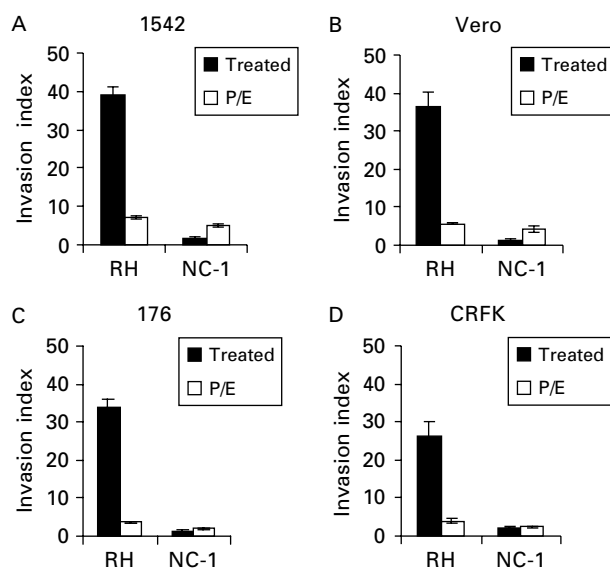 A 1542
50
40
30
20
10
0
Invasion index
Treated
P/E
RH NC-1
B Vero
50
40
30
20
10
0
Invasion index
Treated
P/E
RH NC-1
C 176
50
40
30
20
10
0
Invasion index
Treated
P/E
RH NC-1
D CRFK
50
40
30
20
10
0
Invasion index
Treated
P/E
RH NC-1